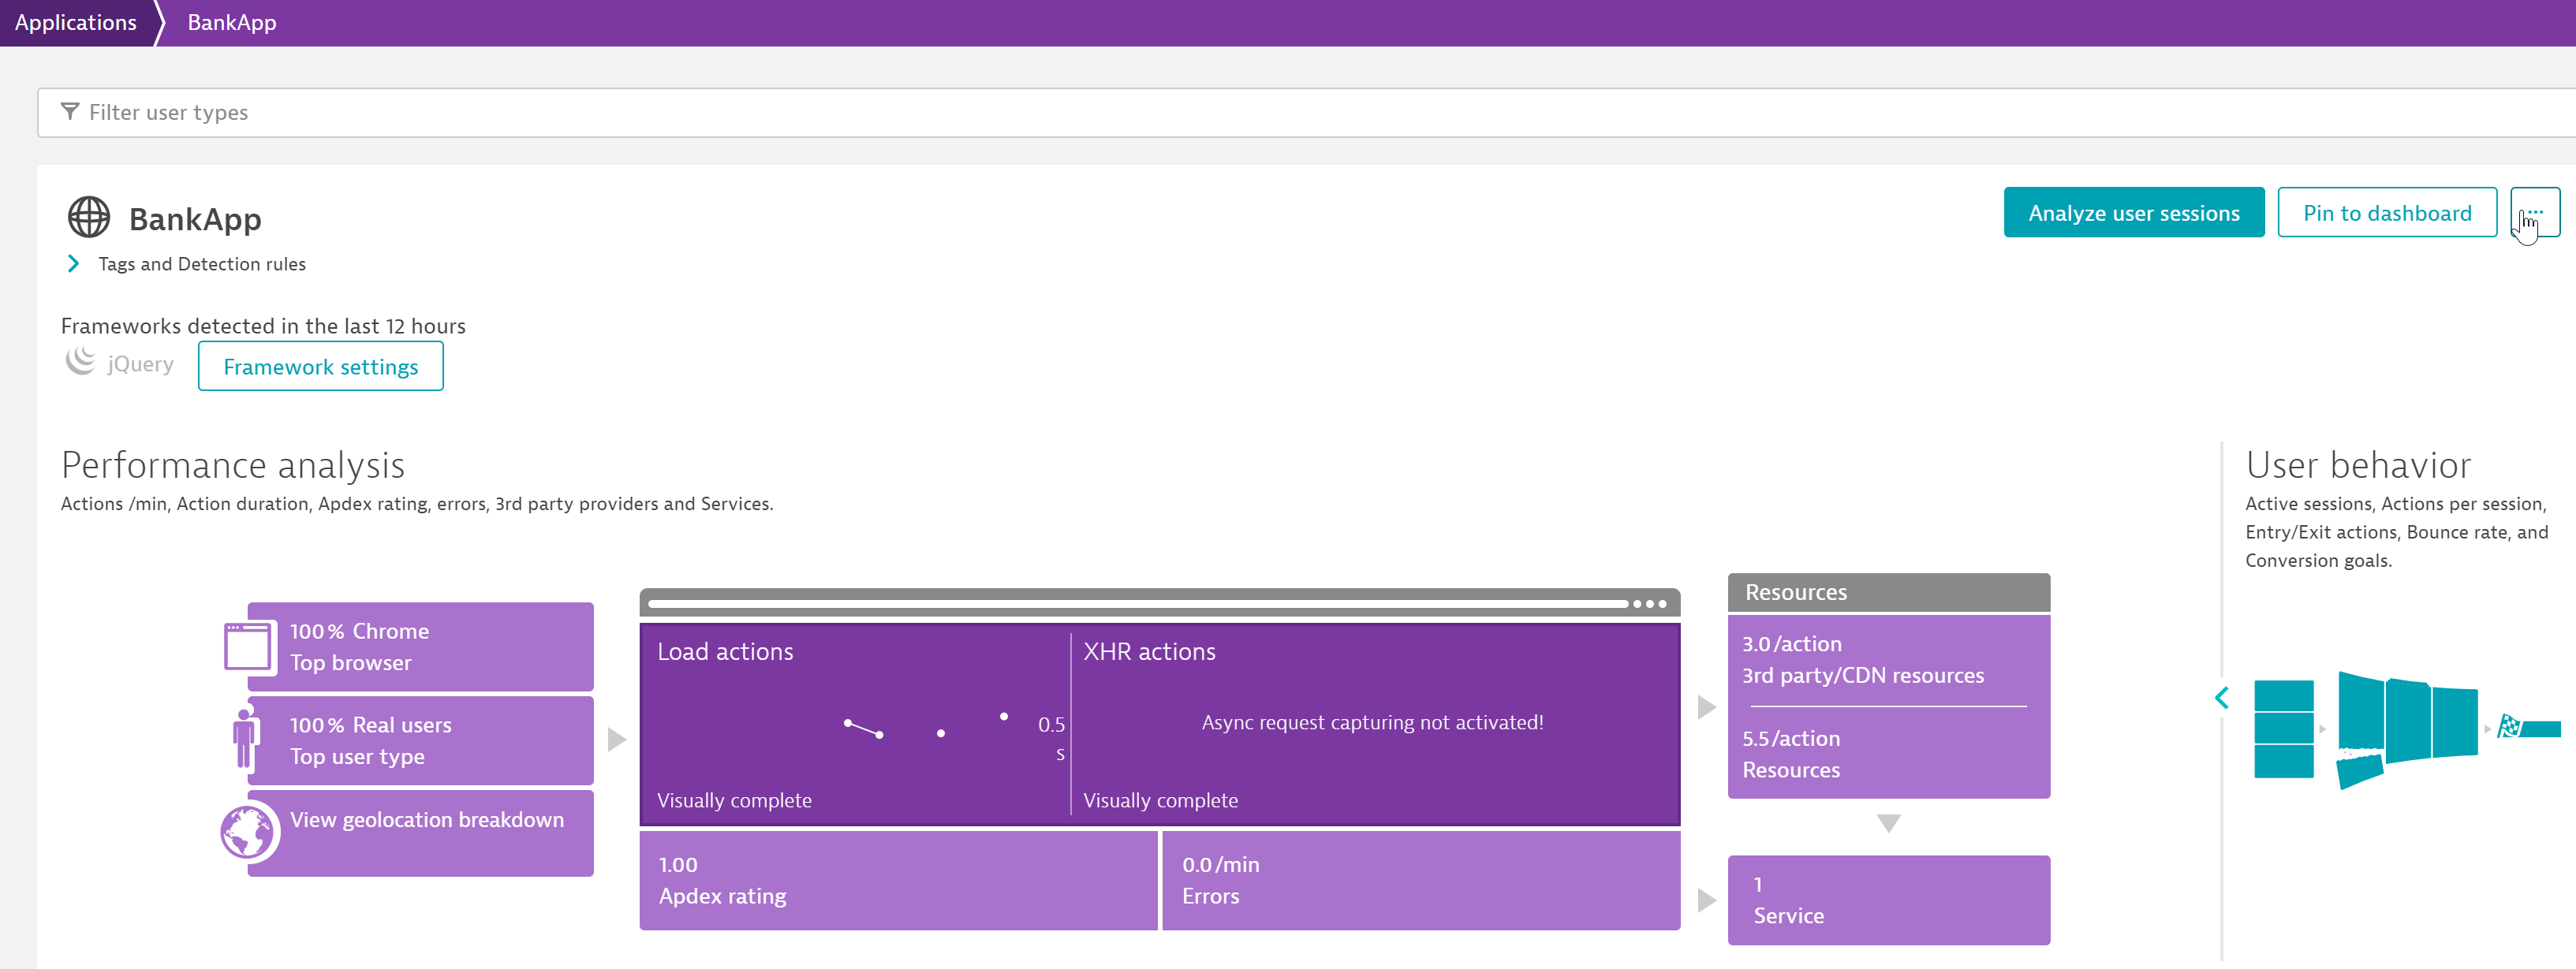 Applications
BankApp
Filter user types
BankApp
Analyze user sessions
Pin to dashboard
...
Tags and Detection rules
Frameworks detected in the last 12 hours
jQuery
Framework settings
Performance analysis
Actions /min, Action duration, Apdex rating, errors, 3rd party providers and Services.
User behavior
Active sessions, Actions per session,
Entry/Exit actions, Bounce rate, and
Conversion goals.
100 % Chrome
Top browser
100 % Real users
Top user type
View geolocation breakdown
Load actions
0.5
s
Visually complete
XHR actions
Async request capturing not activated!
Visually complete
1.00
Apdex rating
0.0 /min
Errors
Resources
3.0 /action
3rd party/CDN resources
5.5 /action
Resources
1
Service